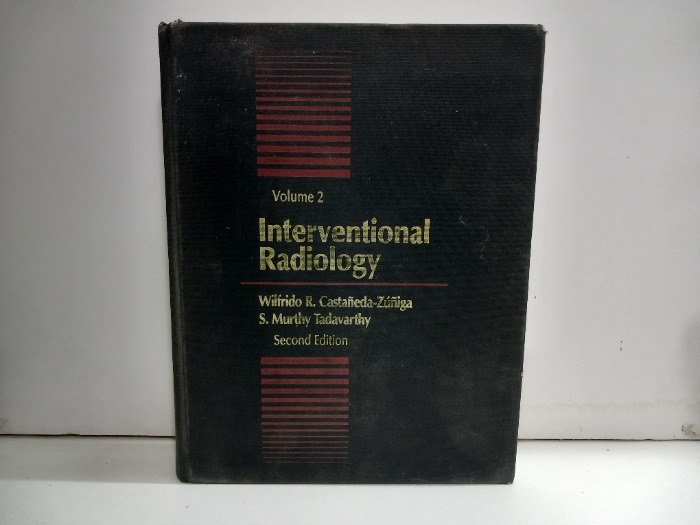 Volume 2
Interventional
Radiology
Wilfrido R. Castañeda-Zúñiga
S. Murthy Tadavarthy
Second Edition